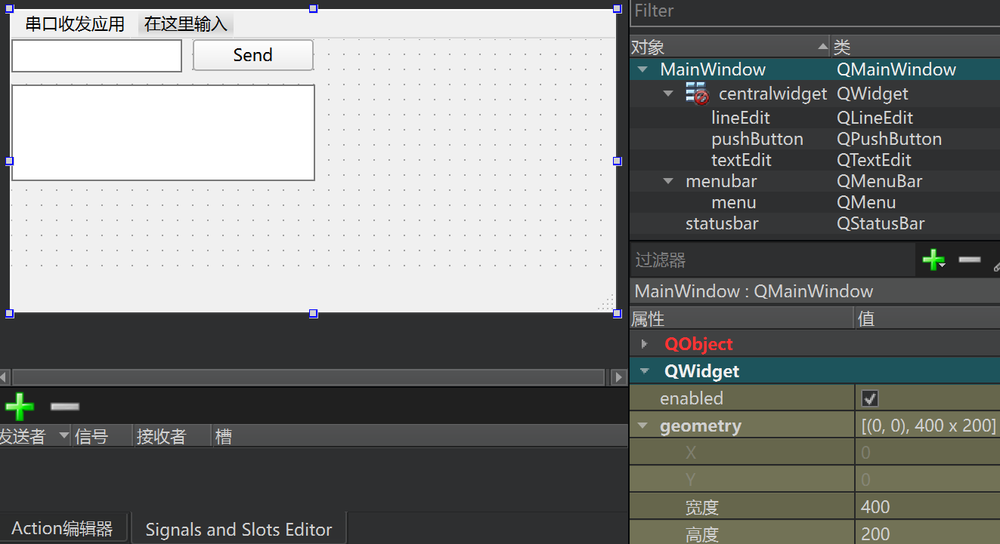 串口收发应用 在这里输入
Send
Filter
对象 类
MainWindow QMainWindow
centralwidget QWidget
lineEdit QLineEdit
pushButton QPushButton
textEdit QTextEdit
menubar QMenuBar
menu QMenu
statusbar QStatusBar
过滤器
MainWindow : QMainWindow
属性 值
QObject
QWidget
enabled
geometry [(0, 0), 400 x 200]
X 0
Y 0
宽度 400
高度 200
发送者 信号 接收者 槽
Action编辑器 Signals and Slots Editor